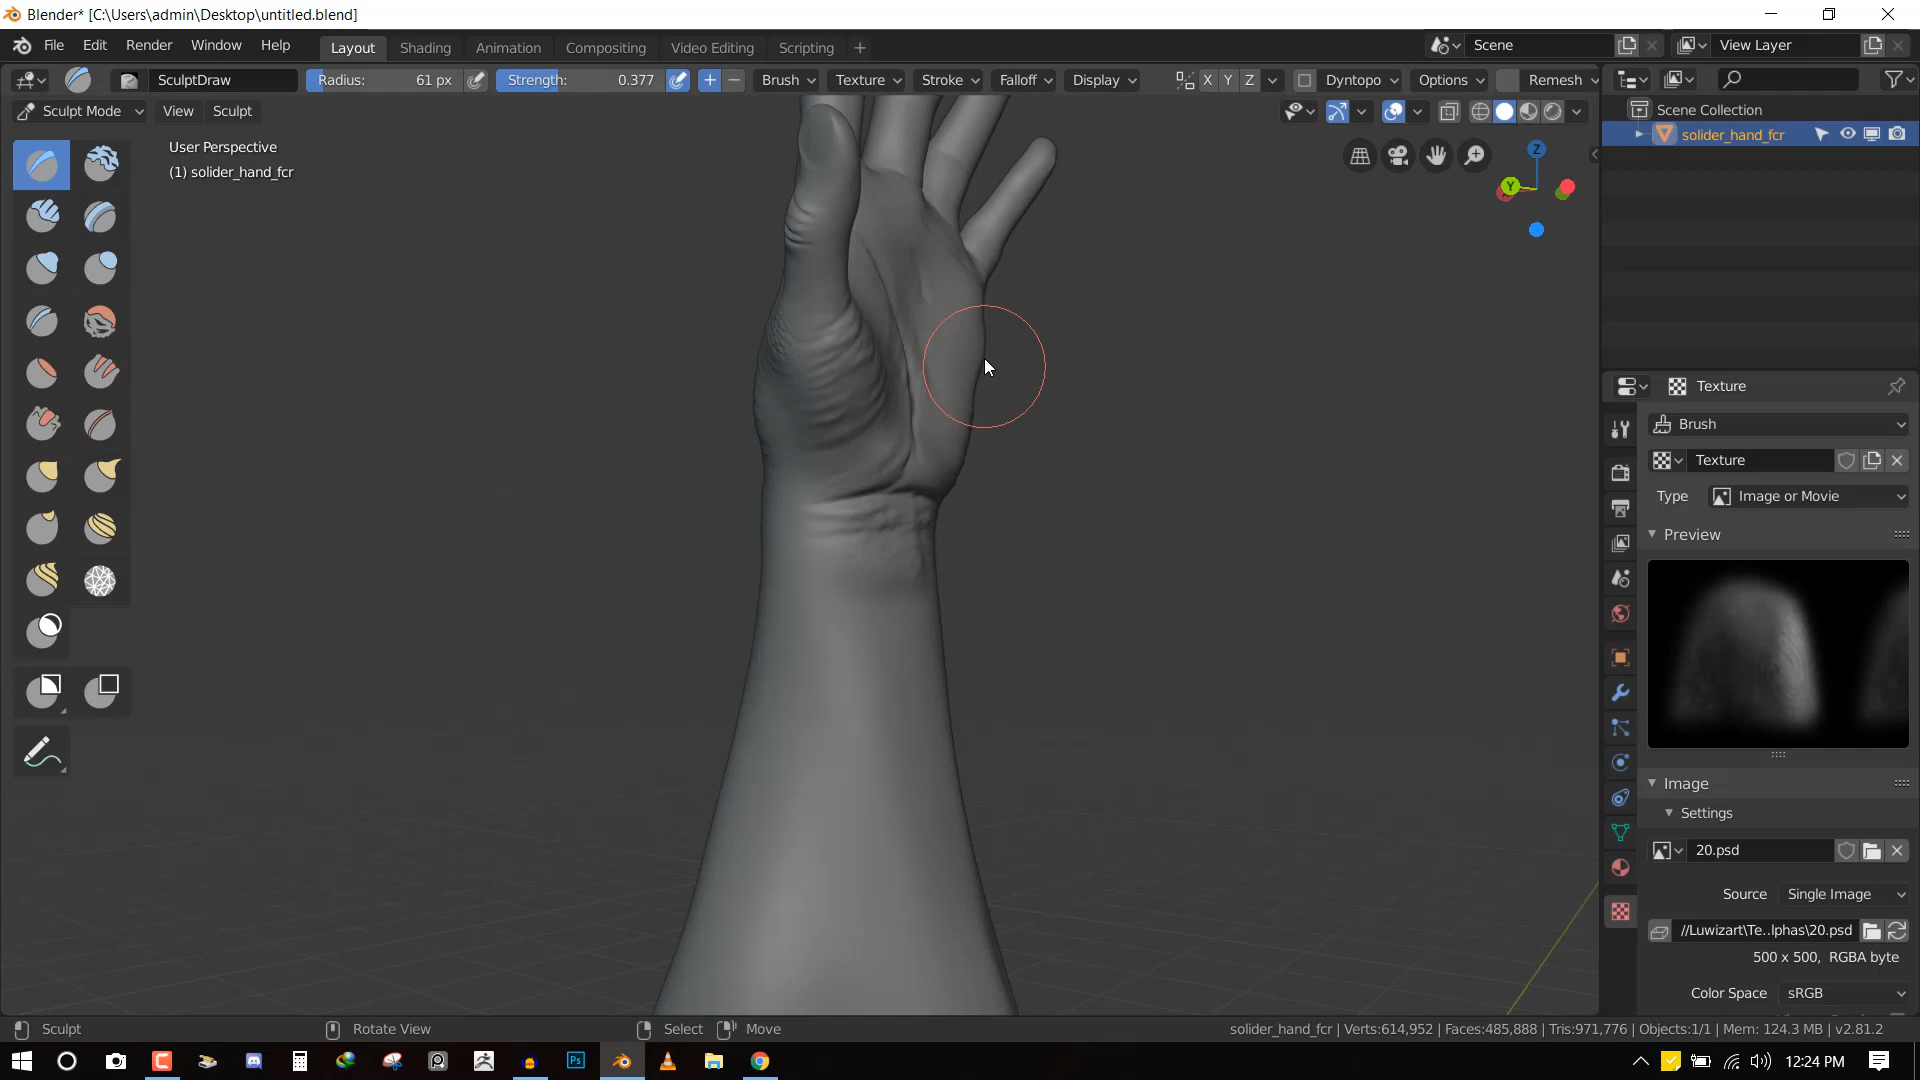 Blender* [C:\Users\admin\Desktop\untitled.blend]
File Edit Render Window Help Layout Shading Animation Compositing Video Editing Scripting + Scene View Layer
SculptDraw Radius: 61 px Strength: 0.377 Brush Texture Stroke Falloff Display X Y Z Dyntopo Options Remesh
Sculpt Mode View Sculpt
Scene Collection
solider_hand_fcr
User Perspective
(1) solider_hand_fcr
Z
Y
Texture
Brush
Texture
Type Image or Movie
Preview
Image
Settings
20.psd
Source Single Image
//Luwizart\Te..lphas\20.psd
500 x 500, RGBA byte
Color Space sRGB
Sculpt Rotate View Select Move solider_hand_fcr | Verts:614,952 | Faces:485,888 | Tris:971,776 | Objects:1/1 | Mem: 124.3 MB | v2.81.2
Ps 12:24 PM